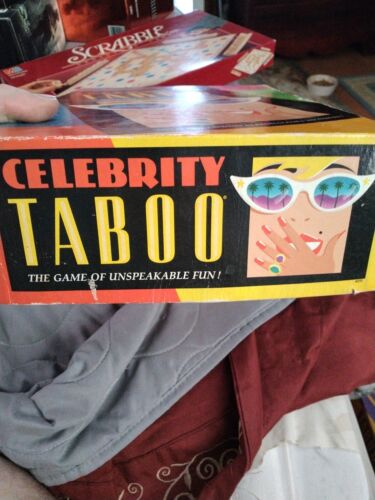 SCRABBLE
CELEBRITY
TABOO®
THE GAME OF UNSPEAKABLE FUN!